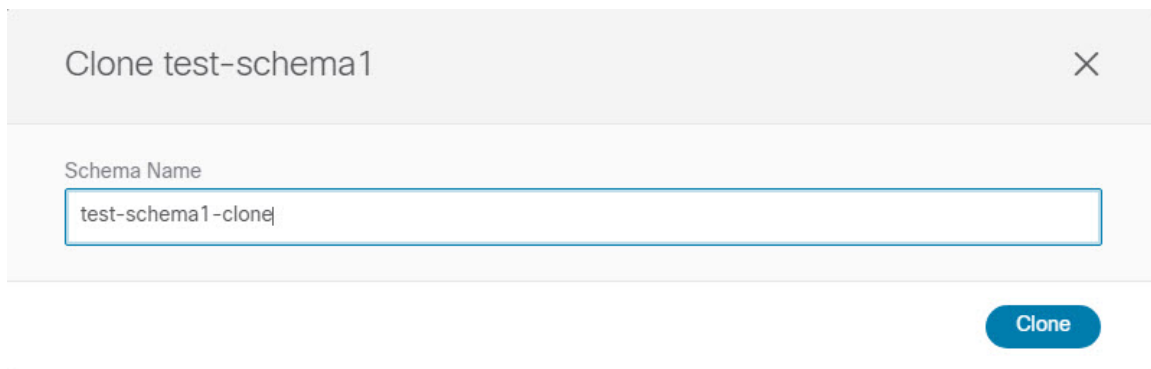 Clone test-schema1
Schema Name
test-schema1-clone
Clone